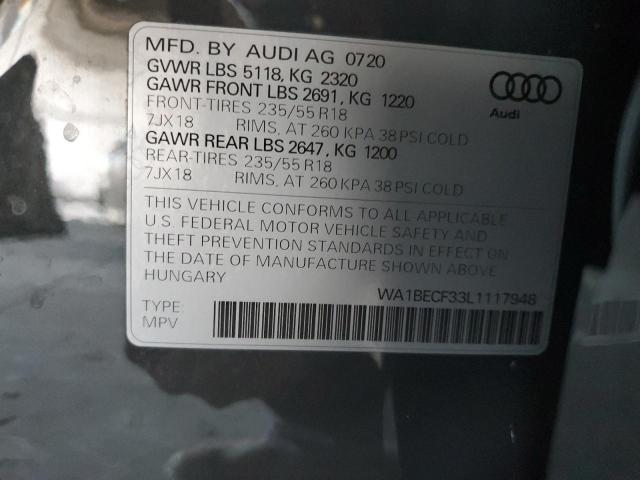 MFD. BY AUDI AG 0720
GVWR LBS 5118, KG 2320
GAWR FRONT LBS 2691, KG 1220
FRONT-TIRES 235/55 R18
7JX18 RIMS, AT 260 KPA 38 PSI COLD
GAWR REAR LBS 2647, KG 1200
REAR-TIRES 235/55 R18
7JX18 RIMS, AT 260 KPA 38 PSI COLD
Audi
THIS VEHICLE CONFORMS TO ALL APPLICABLE
U.S. FEDERAL MOTOR VEHICLE SAFETY AND
THEFT PREVENTION STANDARDS IN EFFECT ON
THE DATE OF MANUFACTURE SHOWN ABOVE.
HUNGARY
WA1BECF33L1117948
TYPE:
MPV